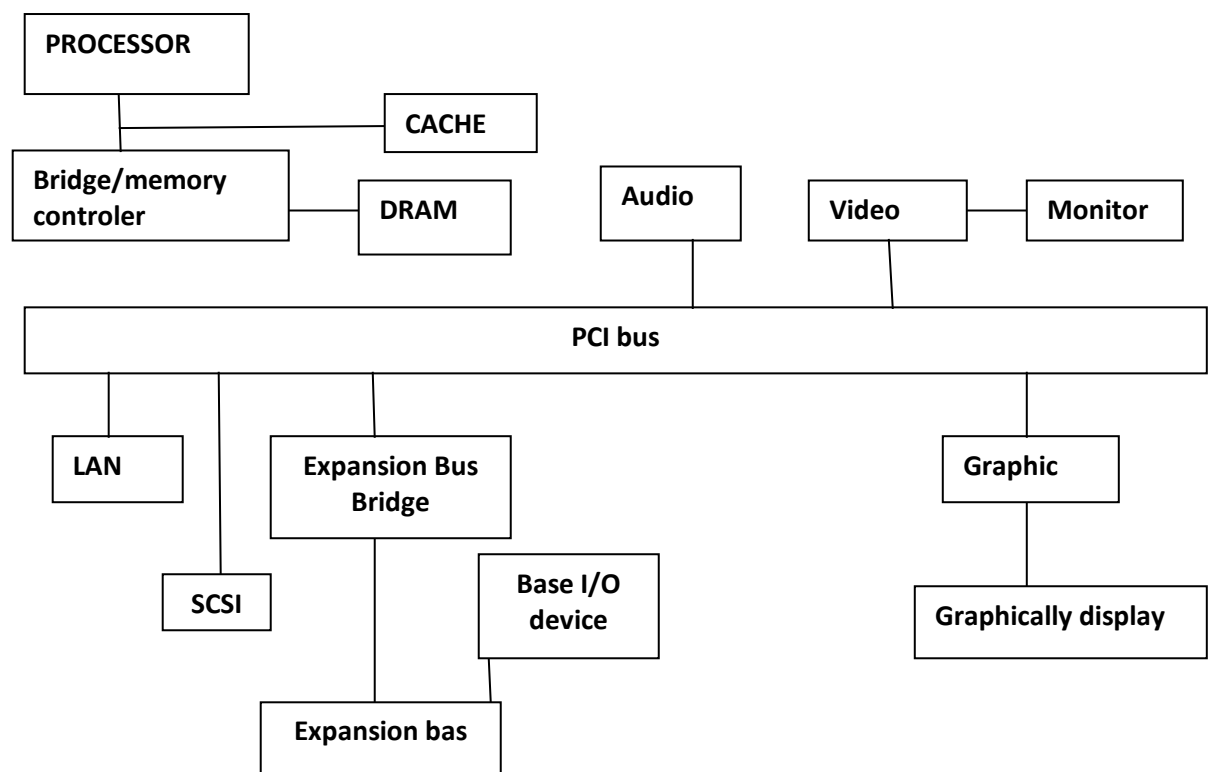 PROCESSOR
CACHE
Bridge/memory
controler
DRAM
Audio
Video
Monitor
PCI bus
LAN
Expansion Bus
Bridge
Graphic
SCSI
Base I/O
device
Graphically display
Expansion bas